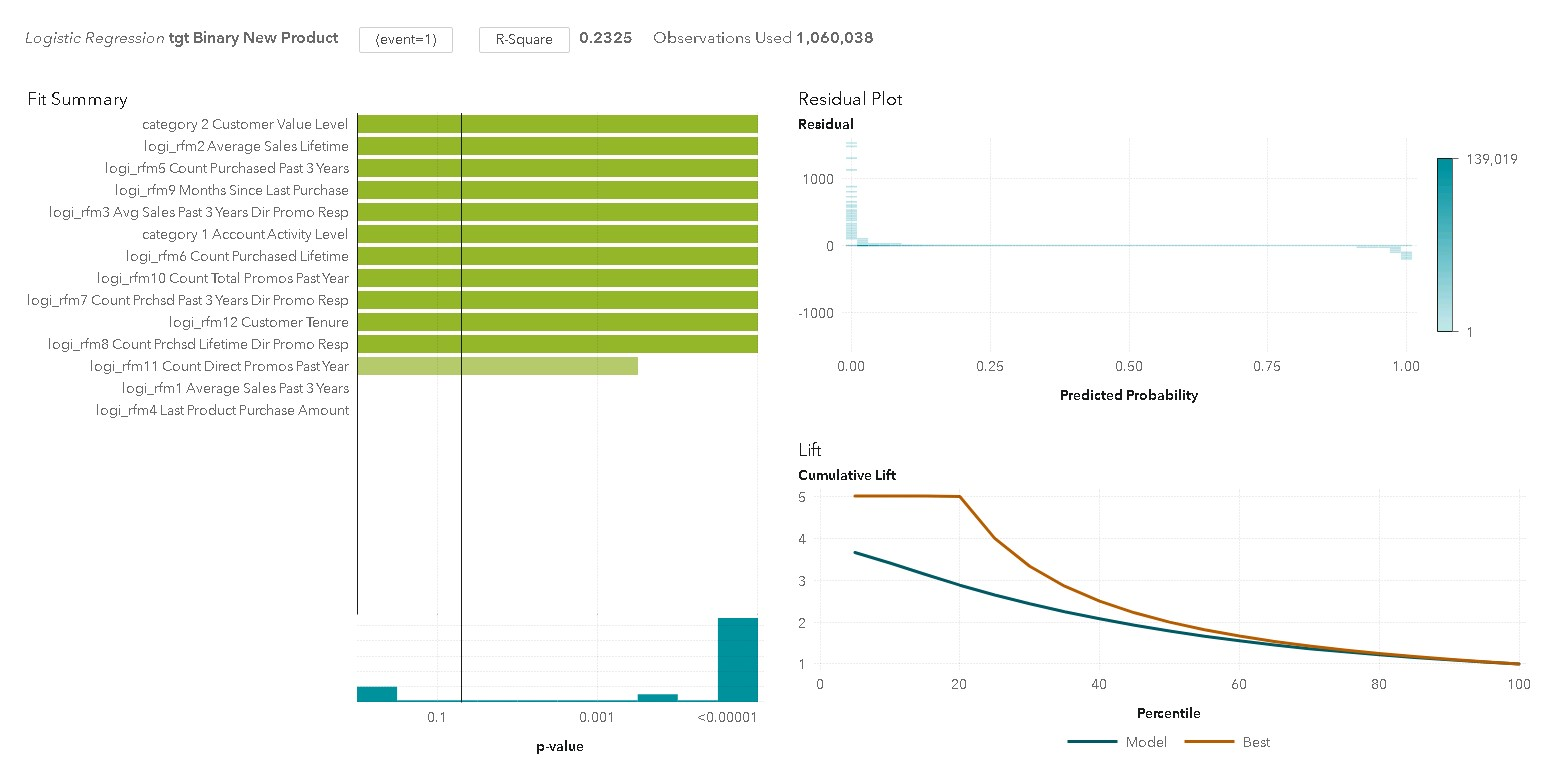 Logistic Regression tgt Binary New Product (event=1) R-Square 0.2325 Observations Used 1,060,038
Fit Summary
category 2 Customer Value Level
logi_rfm2 Average Sales Lifetime
logi_rfm5 Count Purchased Past 3 Years
logi_rfm9 Months Since Last Purchase
logi_rfm3 Avg Sales Past 3 Years Dir Promo Resp
category 1 Account Activity Level
logi_rfm6 Count Purchased Lifetime
logi_rfm10 Count Total Promos Past Year
logi_rfm7 Count Prchsd Past 3 Years Dir Promo Resp
logi_rfm12 Customer Tenure
logi_rfm8 Count Prchsd Lifetime Dir Promo Resp
logi_rfm11 Count Direct Promos Past Year
logi_rfm1 Average Sales Past 3 Years
logi_rfm4 Last Product Purchase Amount
0.1 0.001 <0.00001
p-value
Residual Plot
Residual
1000
0
-1000
0.00 0.25 0.50 0.75 1.00
Predicted Probability
139,019
1
Lift
Cumulative Lift
5
4
3
2
1
0 20 40 60 80 100
Percentile
Model Best